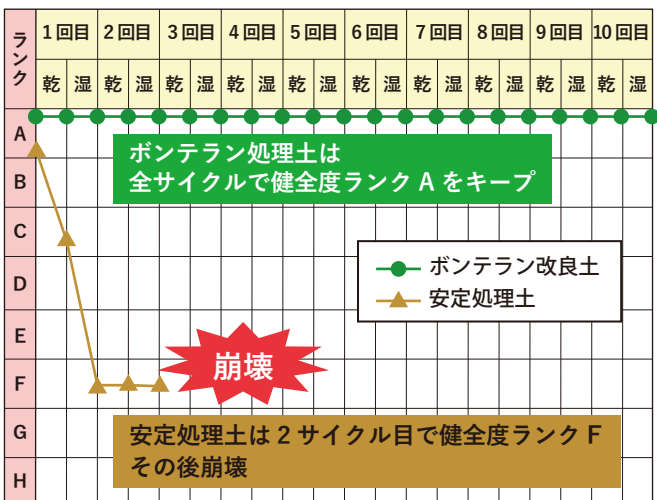 ランク
1回目 2回目 3回目 4回目 5回目 6回目 7回目 8回目 9回目 10回目
乾 湿 乾 湿 乾 湿 乾 湿 乾 湿 乾 湿 乾 湿 乾 湿 乾 湿 乾 湿
A
ボンテラン処理土は
全サイクルで健全度ランク A をキープ
B
C
ボンテラン改良土
安定処理土
D
E
F
崩壊
G
安定処理土は 2 サイクル目で健全度ランク F
その後崩壊
H